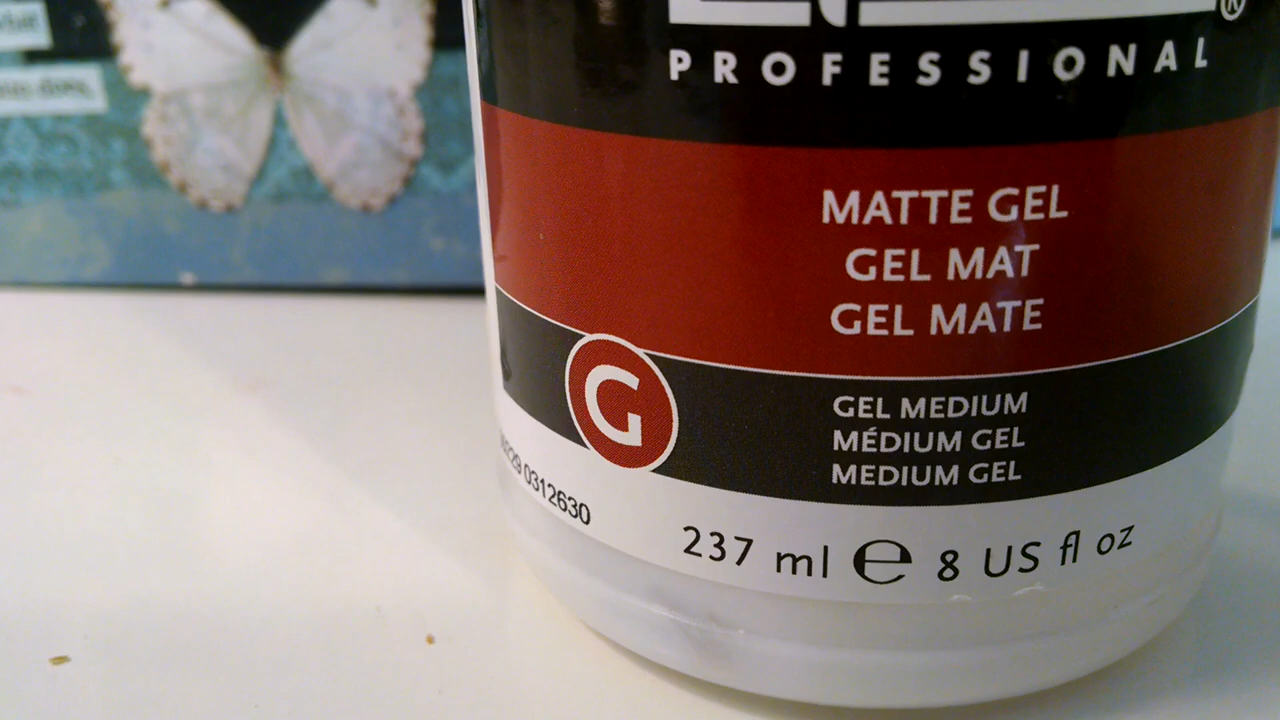 ®
PROFESSIONAL
MATTE GEL
GEL MAT
GEL MATE
G
GEL MEDIUM
MÉDIUM GEL
MEDIUM GEL
0312630
237 ml ℮ 8 US fl oz